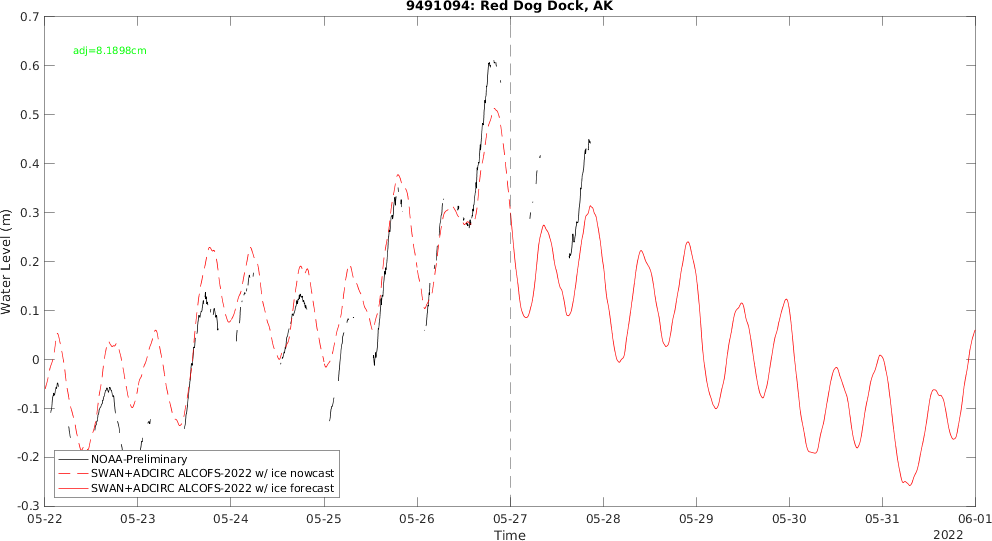 9491094: Red Dog Dock, AK
adj=8.1898cm
Water Level (m)
0.7
0.6
0.5
0.4
0.3
0.2
0.1
0
-0.1
-0.2
-0.3
NOAA-Preliminary
SWAN+ADCIRC ALCOFS-2022 w/ ice nowcast
SWAN+ADCIRC ALCOFS-2022 w/ ice forecast
05-22 05-23 05-24 05-25 05-26 05-27 05-28 05-29 05-30 05-31 06-01
Time
2022